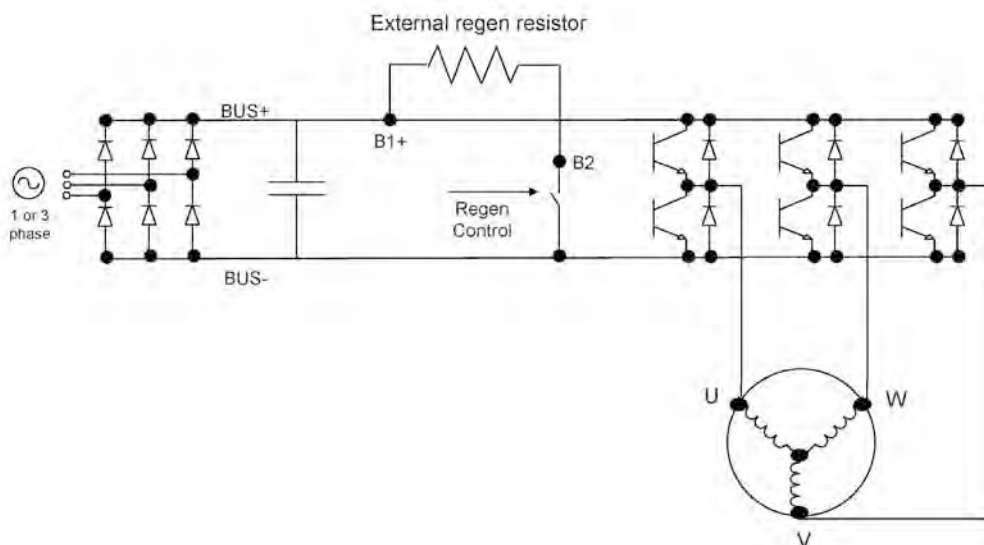 External regen resistor
BUS+
B1+
B2
1 or 3
phase
Regen
Control
BUS-
U
W
V